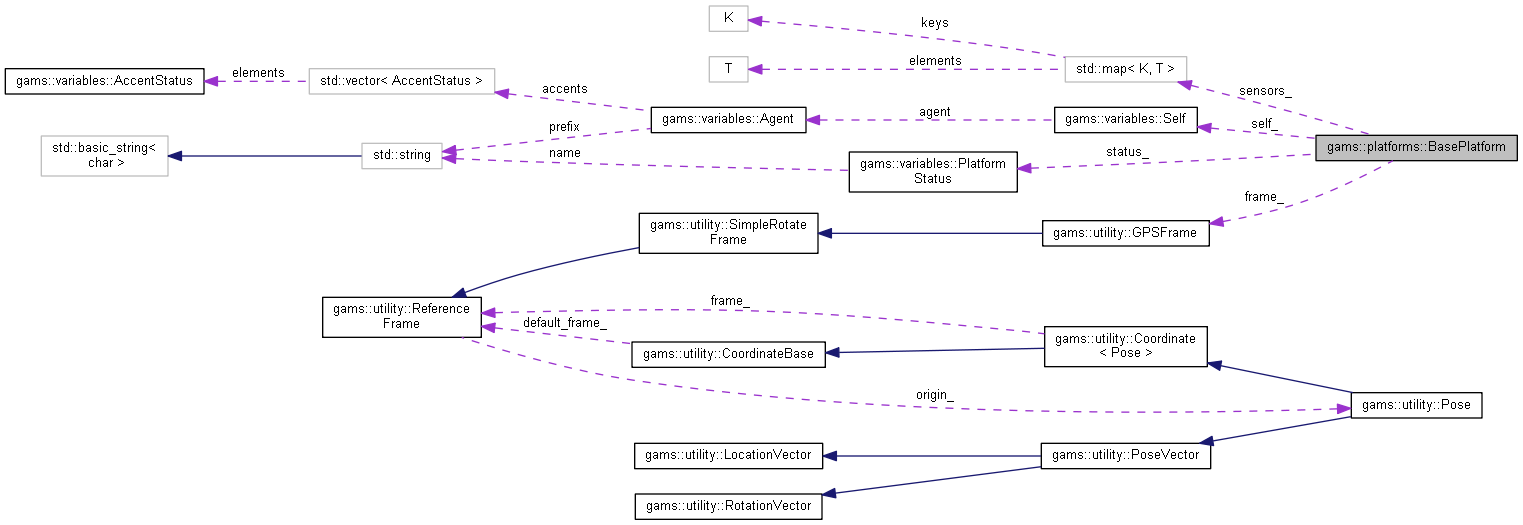 K
keys
T
elements
std::map< K, T >
gams::variables::AccentStatus
elements
std::vector< AccentStatus >
accents
sensors_
gams::variables::Agent
agent
gams::variables::Self
self_
prefix
std::basic_string<
char >
std::string
name
gams::variables::Platform
Status
status_
gams::platforms::BasePlatform
frame_
gams::utility::SimpleRotate
Frame
gams::utility::GPSFrame
gams::utility::Reference
Frame
frame_
default_frame_
gams::utility::CoordinateBase
gams::utility::Coordinate
< Pose >
origin_
gams::utility::Pose
gams::utility::LocationVector
gams::utility::PoseVector
gams::utility::RotationVector